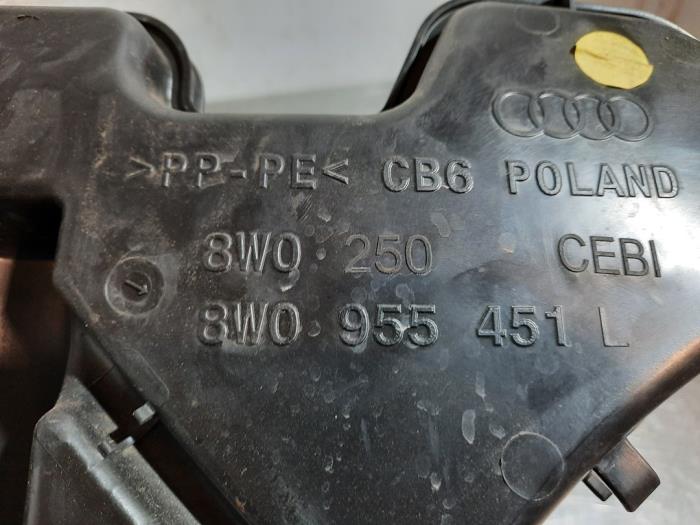 >PP-PE< CB6 POLAND
8W0 250 CEBI
8W0 955 451 L